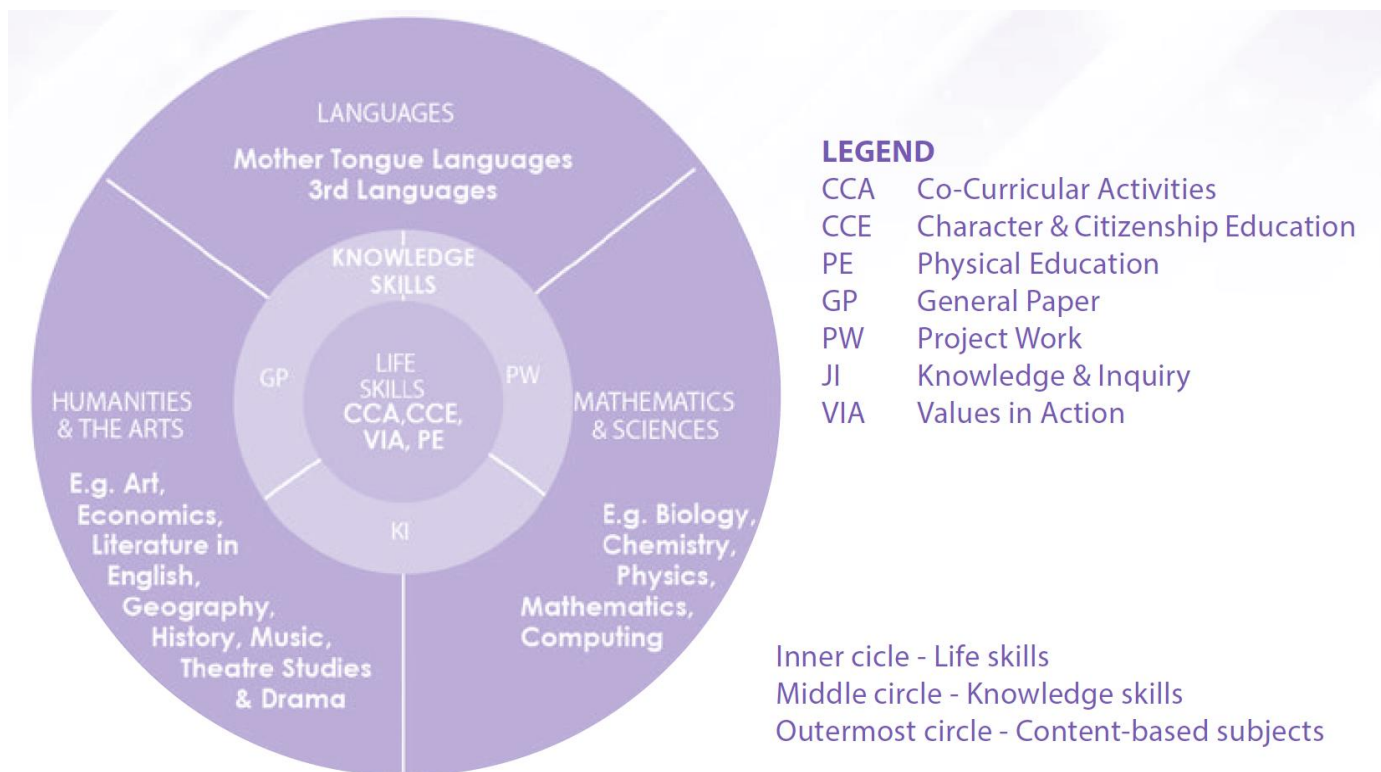 LANGUAGES
Mother Tongue Languages
3rd Languages
KNOWLEDGE
SKILLS
GP
PW
KI
LIFE
SKILLS
CCA,CCE,
VIA, PE
HUMANITIES
& THE ARTS
E.g. Art,
Economics,
Literature in
English,
Geography,
History, Music,
Theatre Studies
& Drama
MATHEMATICS
& SCIENCES
E.g. Biology,
Chemistry,
Physics,
Mathematics,
Computing
LEGEND
CCA Co-Curricular Activities
CCE Character & Citizenship Education
PE Physical Education
GP General Paper
PW Project Work
JI Knowledge & Inquiry
VIA Values in Action
Inner cicle - Life skills
Middle circle - Knowledge skills
Outermost circle - Content-based subjects